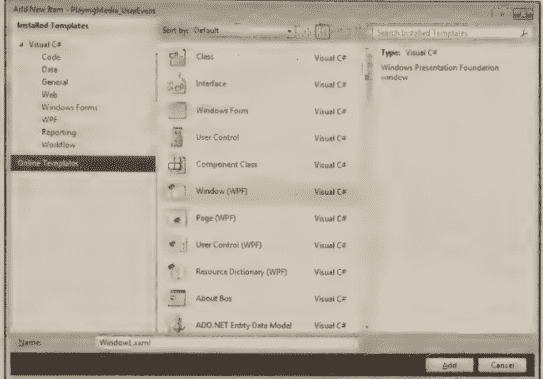 Add New Item - PlayingMedia_UserEvent
Installed Templates
Sort by: Default
Search Installed Templates
Visual C#
Code
Data
General
Web
Windows Forms
WPF
Reporting
Workflow
Online Templates
Class Visual C#
Interface Visual C#
Windows Form Visual C#
User Control Visual C#
Component Class Visual C#
Window (WPF) Visual C#
Page (WPF) Visual C#
User Control (WPF) Visual C#
Resource Dictionary (WPF) Visual C#
About Box Visual C#
ADO.NET Entity Data Model Visual C#
Type: Visual C#
Windows Presentation Foundation
window
Name: Window1.xaml
Add Cancel